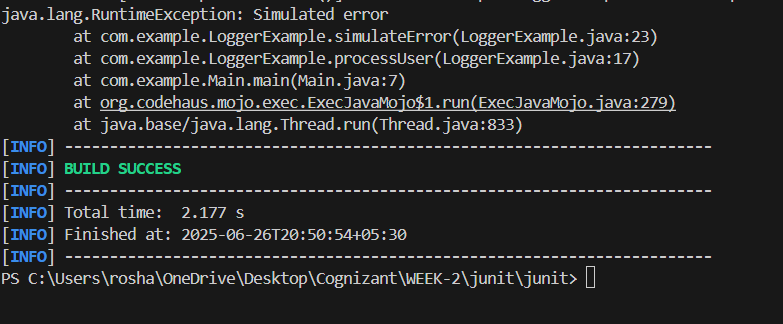 java.lang.RuntimeException: Simulated error
at com.example.LoggerExample.simulateError(LoggerExample.java:23)
at com.example.LoggerExample.processUser(LoggerExample.java:17)
at com.example.Main.main(Main.java:7)
at org.codehaus.mojo.exec.ExecJavaMojo$1.run(ExecJavaMojo.java:279)
at java.base/java.lang.Thread.run(Thread.java:833)
[INFO] ------------------------------------------------------------------------
[INFO] BUILD SUCCESS
[INFO] ------------------------------------------------------------------------
[INFO] Total time:  2.177 s
[INFO] Finished at: 2025-06-26T20:50:54+05:30
[INFO] ------------------------------------------------------------------------
PS C:\Users\rosha\OneDrive\Desktop\Cognizant\WEEK-2\junit\junit>